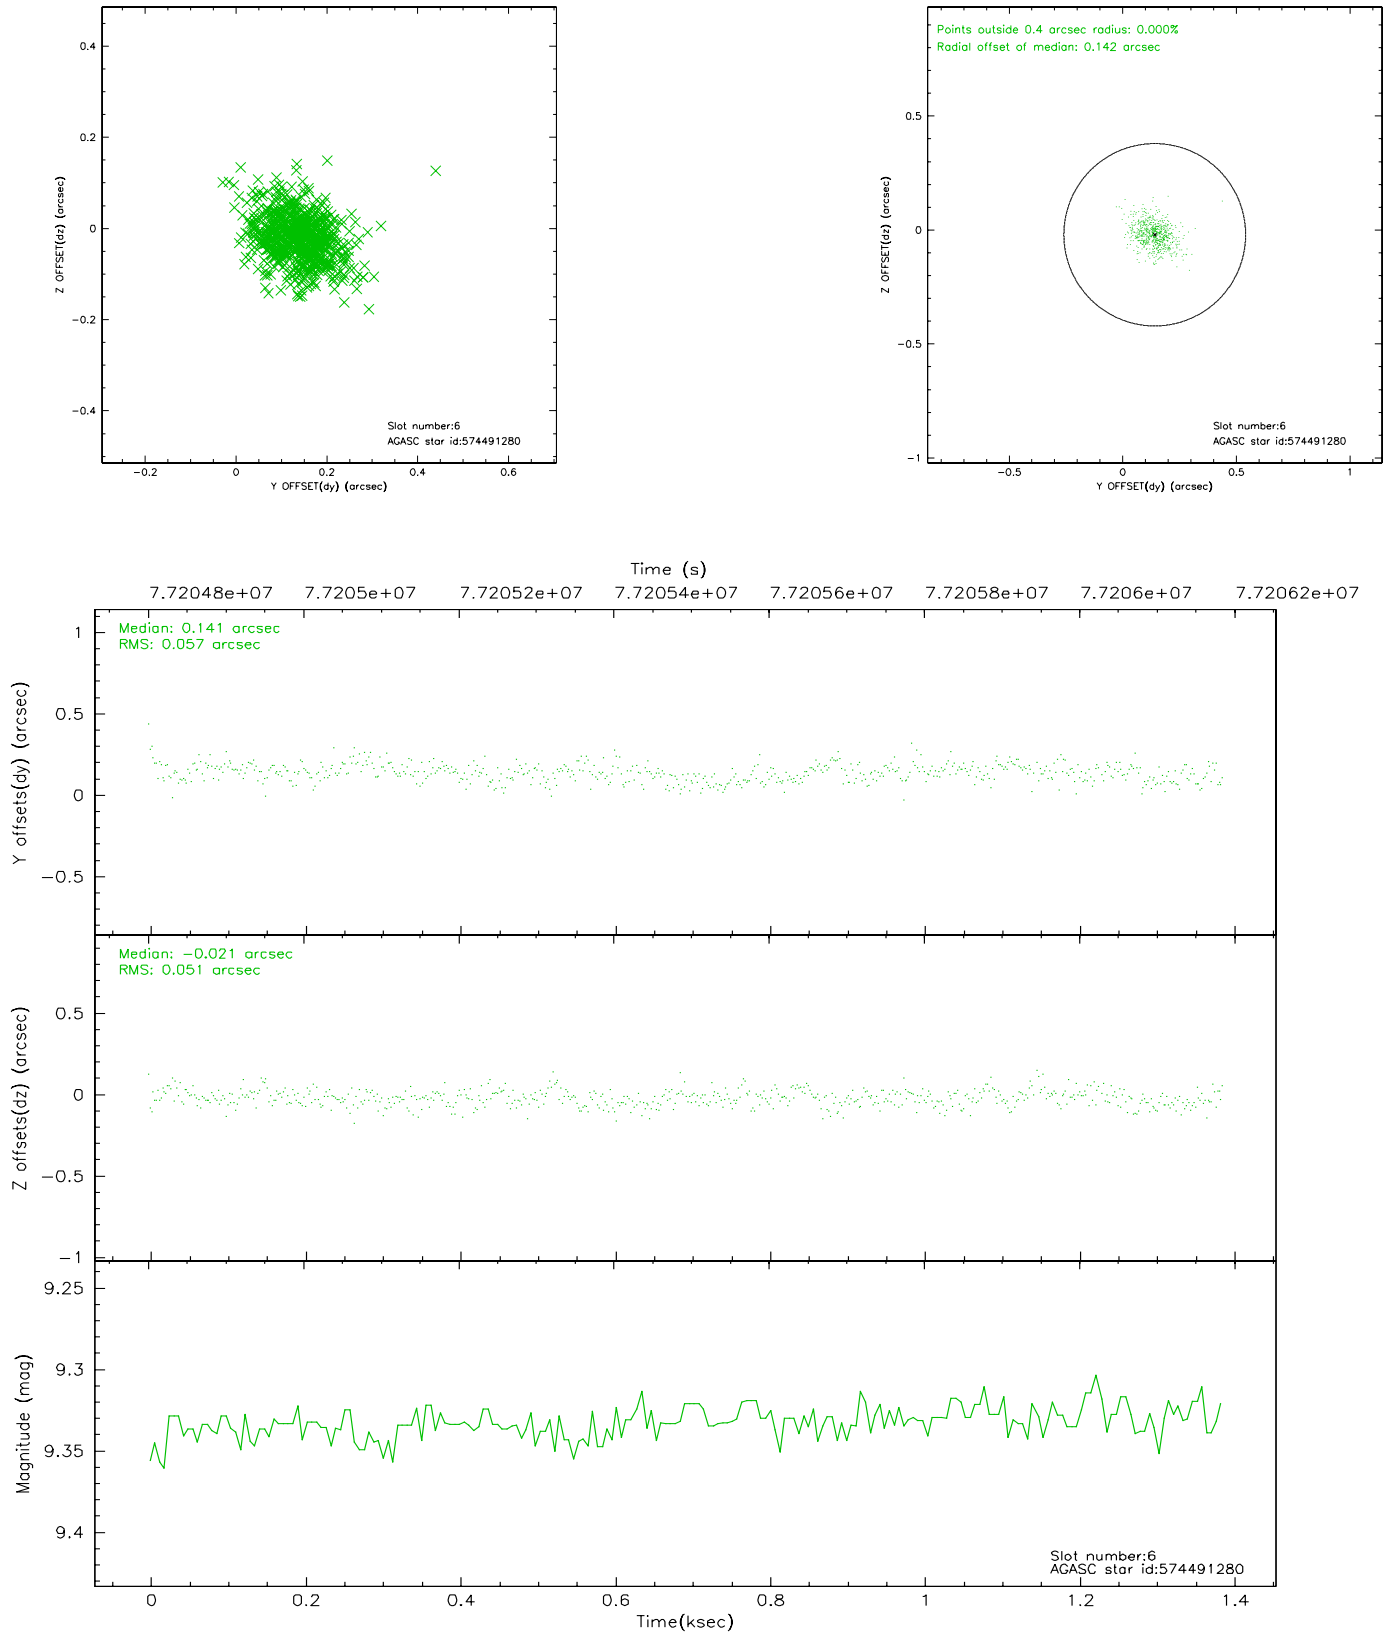 0.4
0.2
0
−0.2
−0.4
Z OFFSET(dz) (arcsec)
Slot number:6
AGASC star id:574491280
−0.2
0
0.2
0.4
0.6
Y OFFSET(dy) (arcsec)
Points outside 0.4 arcsec radius: 0.000%
Radial offset of median: 0.142 arcsec
0.5
0
−0.5
−1
Z OFFSET(dz) (arcsec)
Slot number:6
AGASC star id:574491280
−0.5
0
0.5
1
Y OFFSET(dy) (arcsec)
Time (s)
7.72048e+07
7.7205e+07
7.72052e+07
7.72054e+07
7.72056e+07
7.72058e+07
7.7206e+07
7.72062e+07
Median: 0.141 arcsec
RMS: 0.057 arcsec
1
0.5
0
−0.5
Y offsets(dy) (arcsec)
Median: −0.021 arcsec
RMS: 0.051 arcsec
0.5
0
−0.5
−1
Z offsets(dz) (arcsec)
9.25
9.3
9.35
9.4
Magnitude (mag)
Slot number:6
AGASC star id:574491280
0
0.2
0.4
0.6
0.8
1
1.2
1.4
Time(ksec)